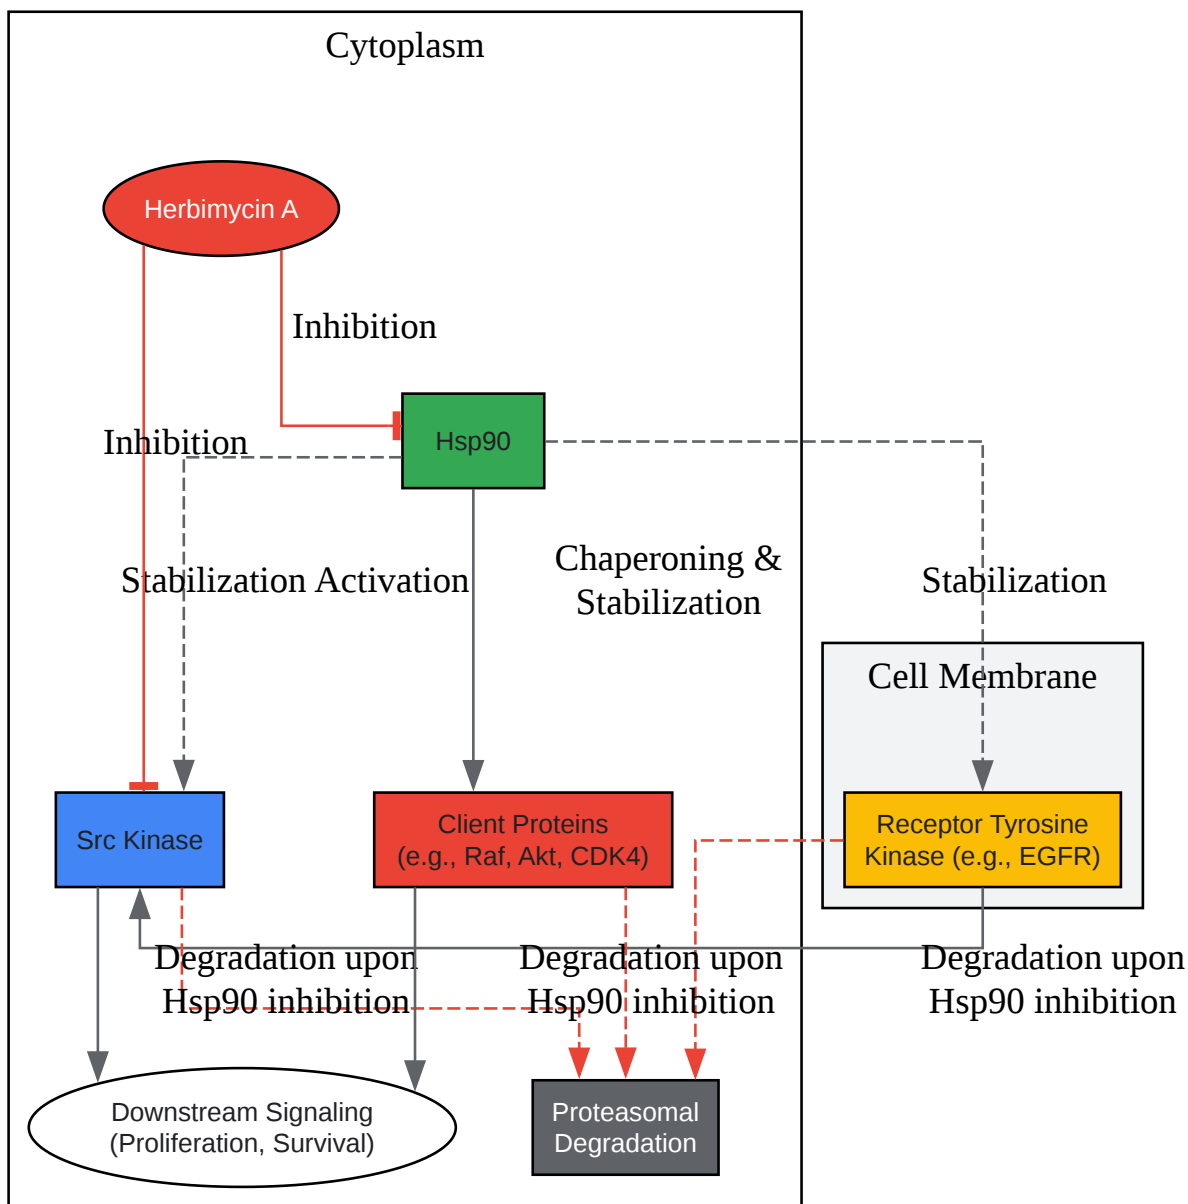 Cytoplasm
Herbimycin A
Inhibition
Hsp90
Inhibition
Stabilization Activation
Chaperoning &
Stabilization
Stabilization
Cell Membrane
Src Kinase
Client Proteins
(e.g., Raf, Akt, CDK4)
Receptor Tyrosine
Kinase (e.g., EGFR)
Degradation upon
Hsp90 inhibition
Degradation upon
Hsp90 inhibition
Degradation upon
Hsp90 inhibition
Downstream Signaling
(Proliferation, Survival)
Proteasomal
Degradation